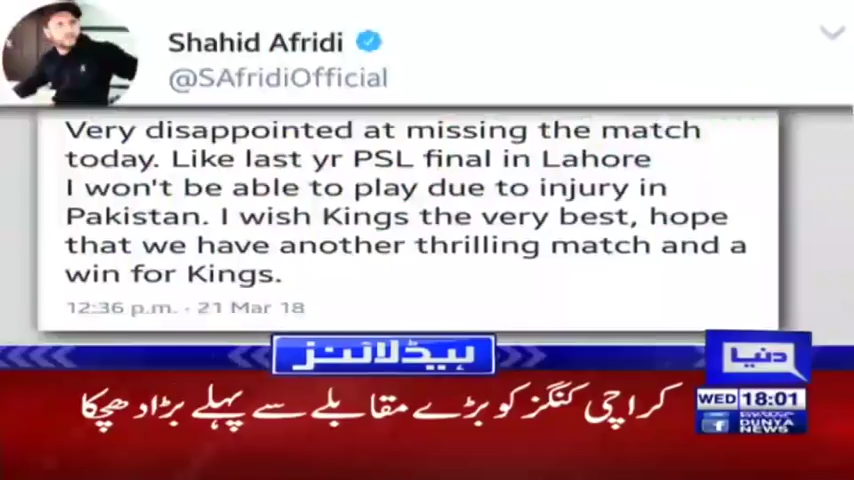 Shahid Afridi
@SAfridiOfficial
Very disappointed at missing the match
today. Like last yr PSL final in Lahore
I won't be able to play due to injury in
Pakistan. I wish Kings the very best, hope
that we have another thrilling match and a
win for Kings.
12:36 p.m. · 21 Mar 18
ہیڈلائنز
دنیا
کراچی کنگز کو بڑے مقابلے سے پہلے بڑا دھچکا
WED 18:01
DUNYA
NEWS